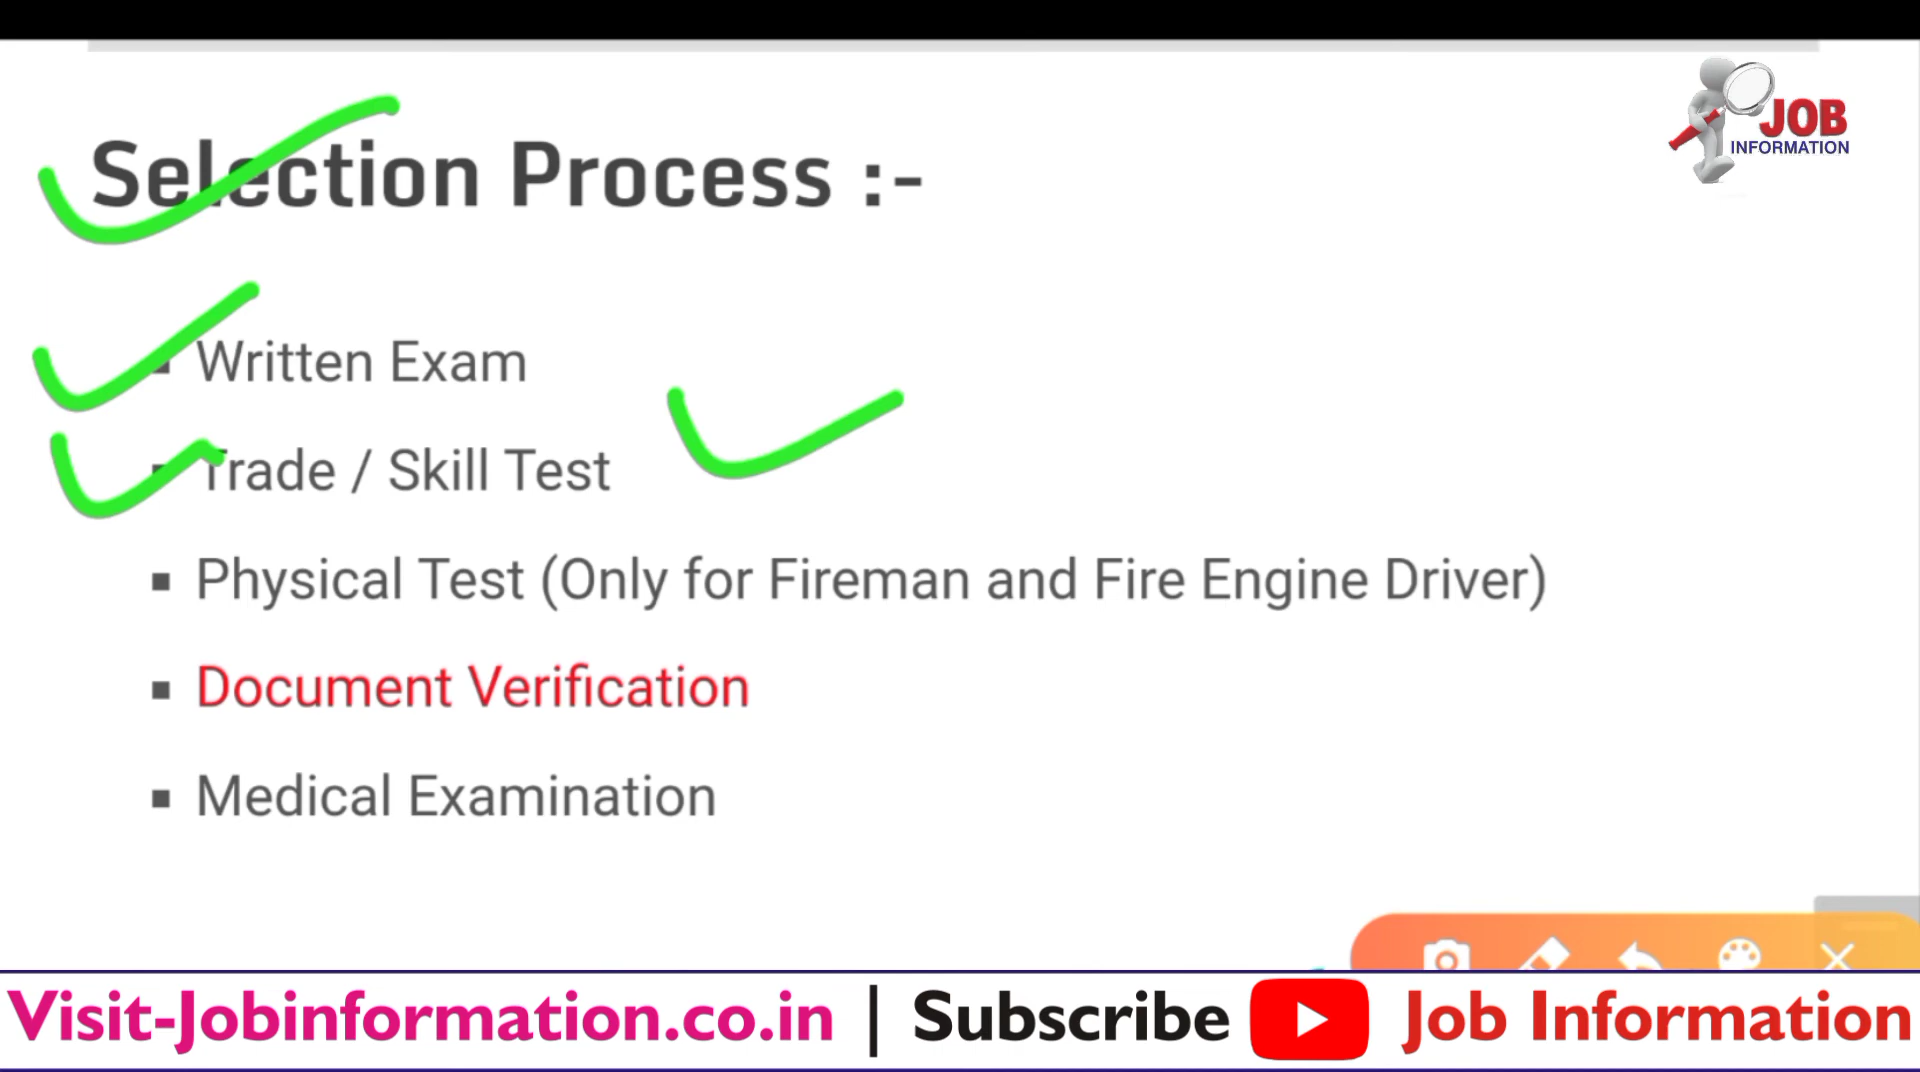 JOB
INFORMATION
Selection Process :-
▪ Written Exam
▪ Trade / Skill Test
▪ Physical Test (Only for Fireman and Fire Engine Driver)
▪ Document Verification
▪ Medical Examination
Visit-Jobinformation.co.in | Subscribe Job Information